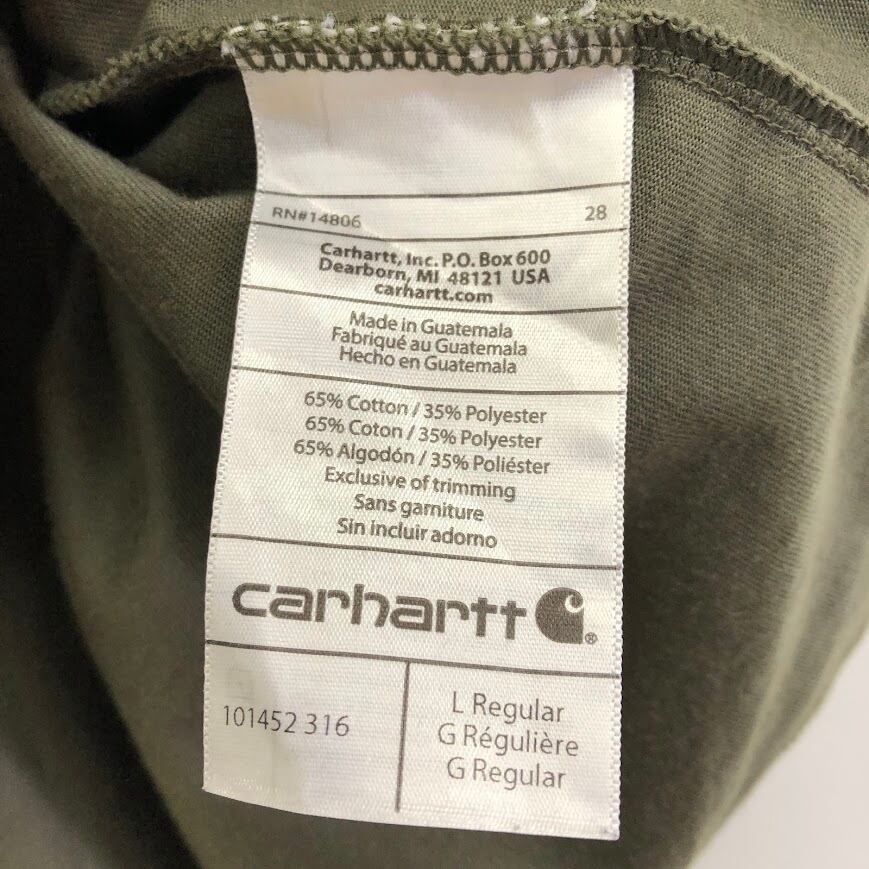 RN#14806 28
Carhartt, Inc. P.O. Box 600
Dearborn, MI 48121 USA
carhartt.com
Made in Guatemala
Fabriqué au Guatemala
Hecho en Guatemala
65% Cotton / 35% Polyester
65% Coton / 35% Polyester
65% Algodón / 35% Poliéster
Exclusive of trimming
Sans garniture
Sin incluir adorno
carhartt ®
101452 316
L Regular
G Régulière
G Regular